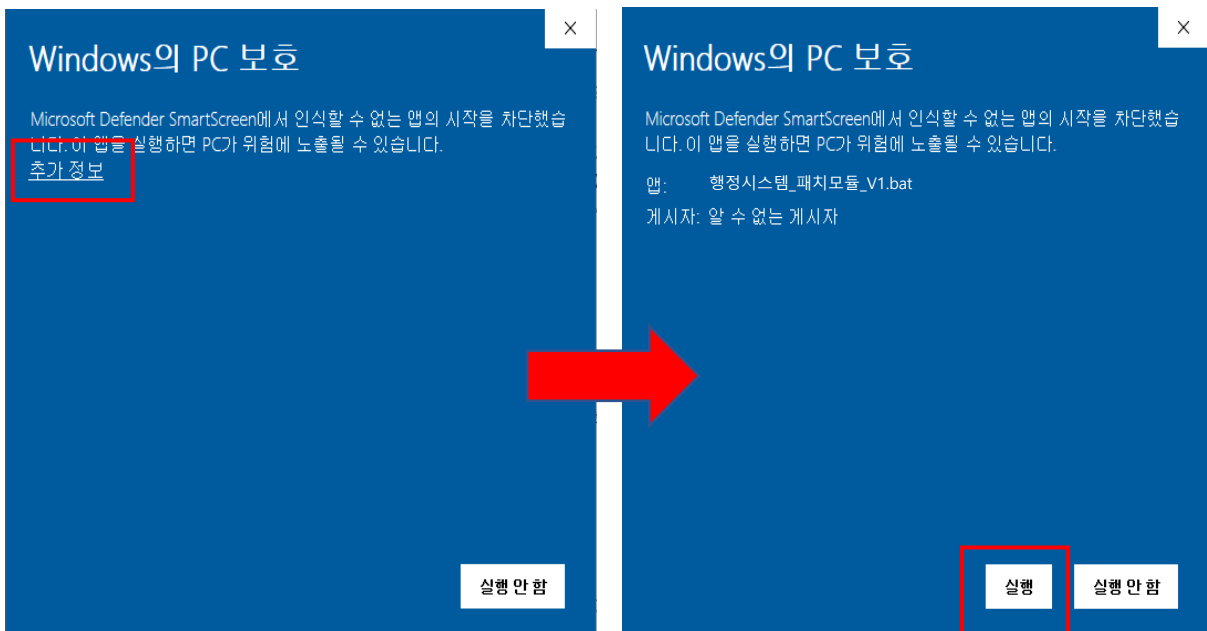 Windows의 PC 보호
Microsoft Defender SmartScreen에서 인식할 수 없는 앱의 시작을 차단했습
니다. 이 앱을 실행하면 PC가 위험에 노출될 수 있습니다.
추가 정보
실행 안 함
Windows의 PC 보호
Microsoft Defender SmartScreen에서 인식할 수 없는 앱의 시작을 차단했습
니다. 이 앱을 실행하면 PC가 위험에 노출될 수 있습니다.
앱: 행정시스템_패치모듈_V1.bat
게시자: 알 수 없는 게시자
실행 실행 안 함